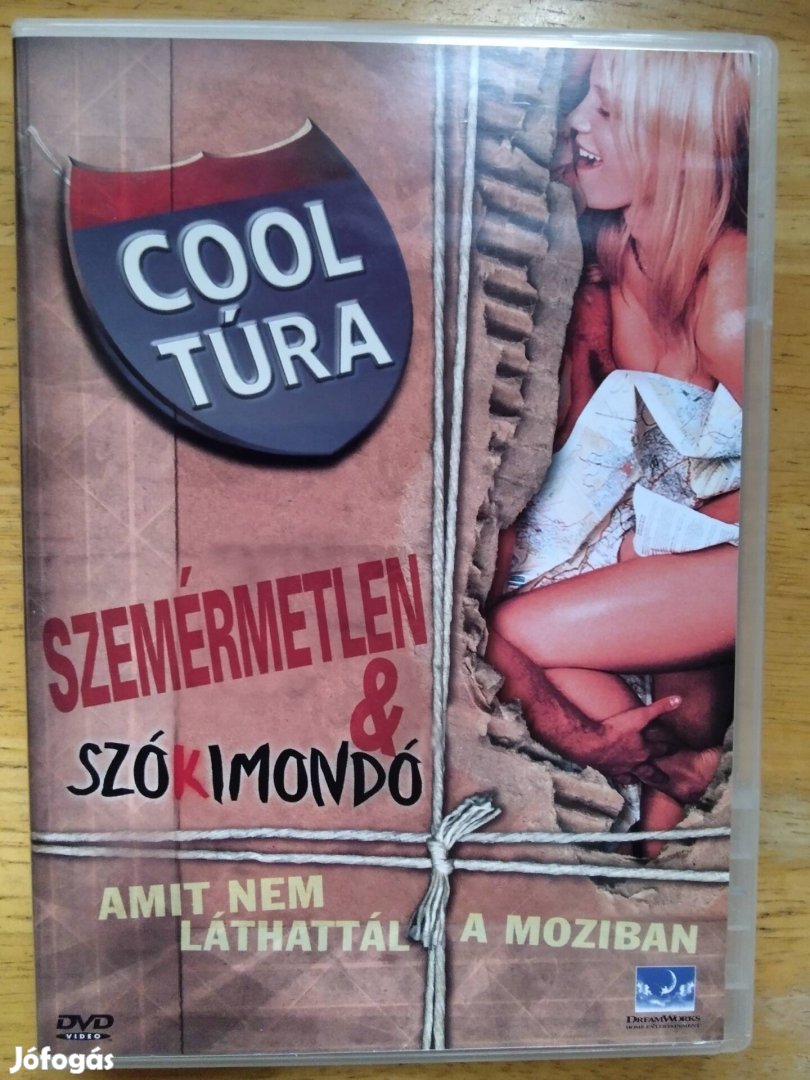 COOL
TÚRA
SZEMÉRMETLEN
&
SZÓKIMONDÓ
AMIT NEM
LÁTHATTÁL A MOZIBAN
DVD
VIDEO
DREAMWORKS
HOME ENTERTAINMENT
Jófogás